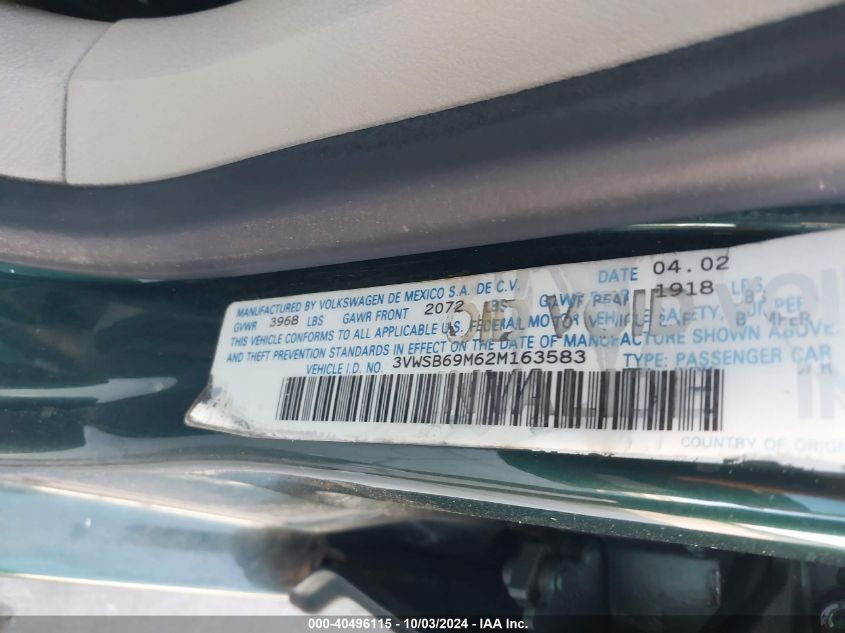 MANUFACTURED BY VOLKSWAGEN DE MEXICO S.A. DE C.V. DATE 04.02
GVWR 3968 LBS GAWR FRONT 2072 LBS GAWR REAR 1918 LBS
THIS VEHICLE CONFORMS TO ALL APPLICABLE U.S. FEDERAL MOTOR VEHICLE SAFETY, BUMPER
AND THEFT PREVENTION STANDARDS IN EFFECT ON THE DATE OF MANUFACTURE SHOWN ABOVE.
VEHICLE I.D. NO. 3VWSB69M62M163583 TYPE: PASSENGER CAR
COUNTRY OF ORIGI
000-40496115 - 10/03/2024 - IAA Inc.